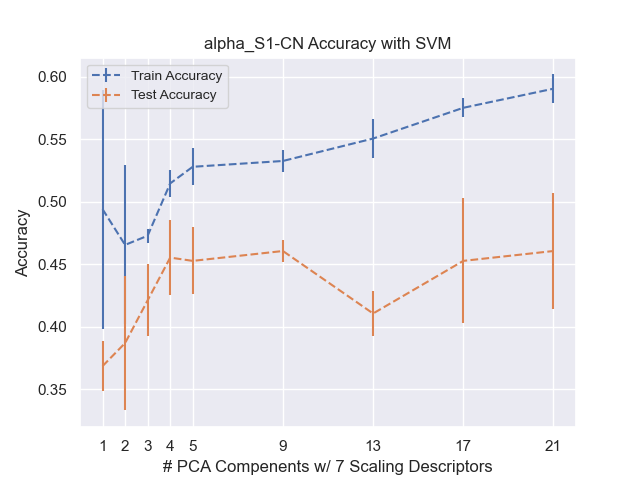 alpha_S1-CN Accuracy with SVM
Train Accuracy
Test Accuracy
0.60
0.55
0.50
0.45
0.40
0.35
Accuracy
1 2 3 4 5 9 13 17 21
# PCA Compenents w/ 7 Scaling Descriptors